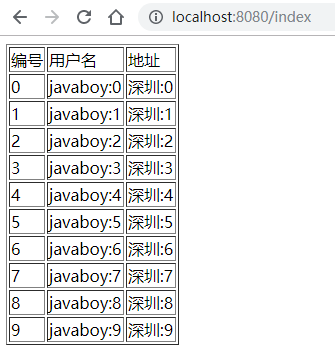 localhost:8080/index
编号 用户名 地址
0 javaboy:0 深圳:0
1 javaboy:1 深圳:1
2 javaboy:2 深圳:2
3 javaboy:3 深圳:3
4 javaboy:4 深圳:4
5 javaboy:5 深圳:5
6 javaboy:6 深圳:6
7 javaboy:7 深圳:7
8 javaboy:8 深圳:8
9 javaboy:9 深圳:9